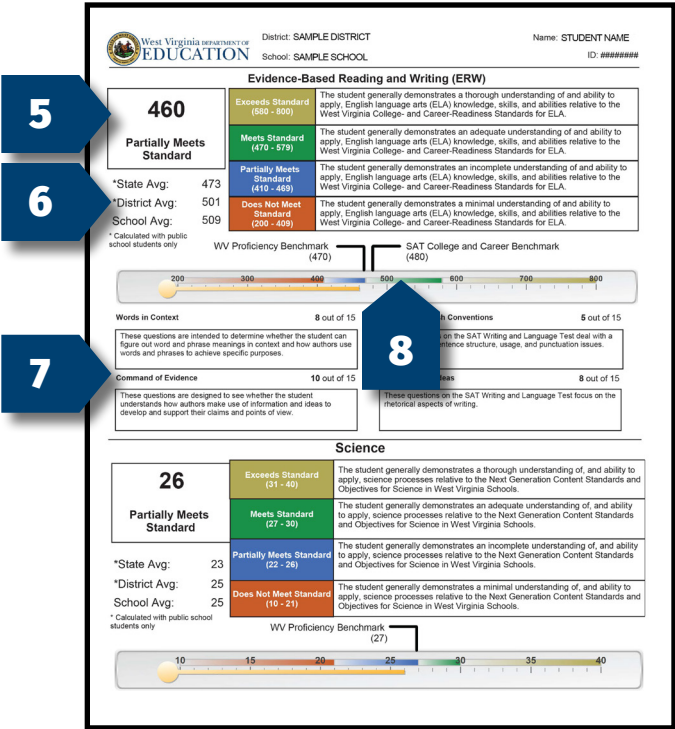 West Virginia DEPARTMENT OF
EDUCATION
District: SAMPLE DISTRICT
School: SAMPLE SCHOOL
Name: STUDENT NAME
ID: ########
Evidence-Based Reading and Writing (ERW)
5
460
Partially Meets
Standard
6
*State Avg: 473
*District Avg: 501
School Avg: 509
* Calculated with public
school students only
Exceeds Standard
(580 - 800)
The student generally demonstrates a thorough understanding of and ability to
apply, English language arts (ELA) knowledge, skills, and abilities relative to the
West Virginia College- and Career-Readiness Standards for ELA.
Meets Standard
(470 - 579)
The student generally demonstrates an adequate understanding of and ability to
apply, English language arts (ELA) knowledge, skills, and abilities relative to the
West Virginia College- and Career-Readiness Standards for ELA.
Partially Meets
Standard
(410 - 469)
The student generally demonstrates an incomplete understanding of and ability to
apply, English language arts (ELA) knowledge, skills, and abilities relative to the
West Virginia College- and Career-Readiness Standards for ELA.
Does Not Meet
Standard
(200 - 409)
The student generally demonstrates a minimal understanding of and ability to
apply, English language arts (ELA) knowledge, skills, and abilities relative to the
West Virginia College- and Career-Readiness Standards for ELA.
WV Proficiency Benchmark
(470)
SAT College and Career Benchmark
(480)
200 300 400 500 600 700 800
7
8
Words in Context 8 out of 15
These questions are intended to determine whether the student can
figure out word and phrase meanings in context and how authors use
words and phrases to achieve specific purposes.
Conventions 5 out of 15
on the SAT Writing and Language Test deal with a
structure, usage, and punctuation issues.
Command of Evidence 10 out of 15
These questions are designed to see whether the student
understands how authors make use of information and ideas to
develop and support their claims and points of view.
8 out of 15
These questions on the SAT Writing and Language Test focus on the
rhetorical aspects of writing.
Science
26
Partially Meets
Standard
*State Avg: 23
*District Avg: 25
School Avg: 25
* Calculated with public school
students only
Exceeds Standard
(31 - 40)
The student generally demonstrates a thorough understanding of, and ability to
apply, science processes relative to the Next Generation Content Standards and
Objectives for Science in West Virginia Schools.
Meets Standard
(27 - 30)
The student generally demonstrates an adequate understanding of, and ability
to apply, science processes relative to the Next Generation Content Standards
and Objectives for Science in West Virginia Schools.
Partially Meets Standard
(22 - 26)
The student generally demonstrates an incomplete understanding of, and ability
to apply, science processes relative to the Next Generation Content Standards
and Objectives for Science in West Virginia Schools.
Does Not Meet Standard
(10 - 21)
The student generally demonstrates a minimal understanding of, and ability to
apply, science processes relative to the Next Generation Content Standards and
Objectives for Science in West Virginia Schools.
WV Proficiency Benchmark
(27)
10 15 20 25 30 35 40